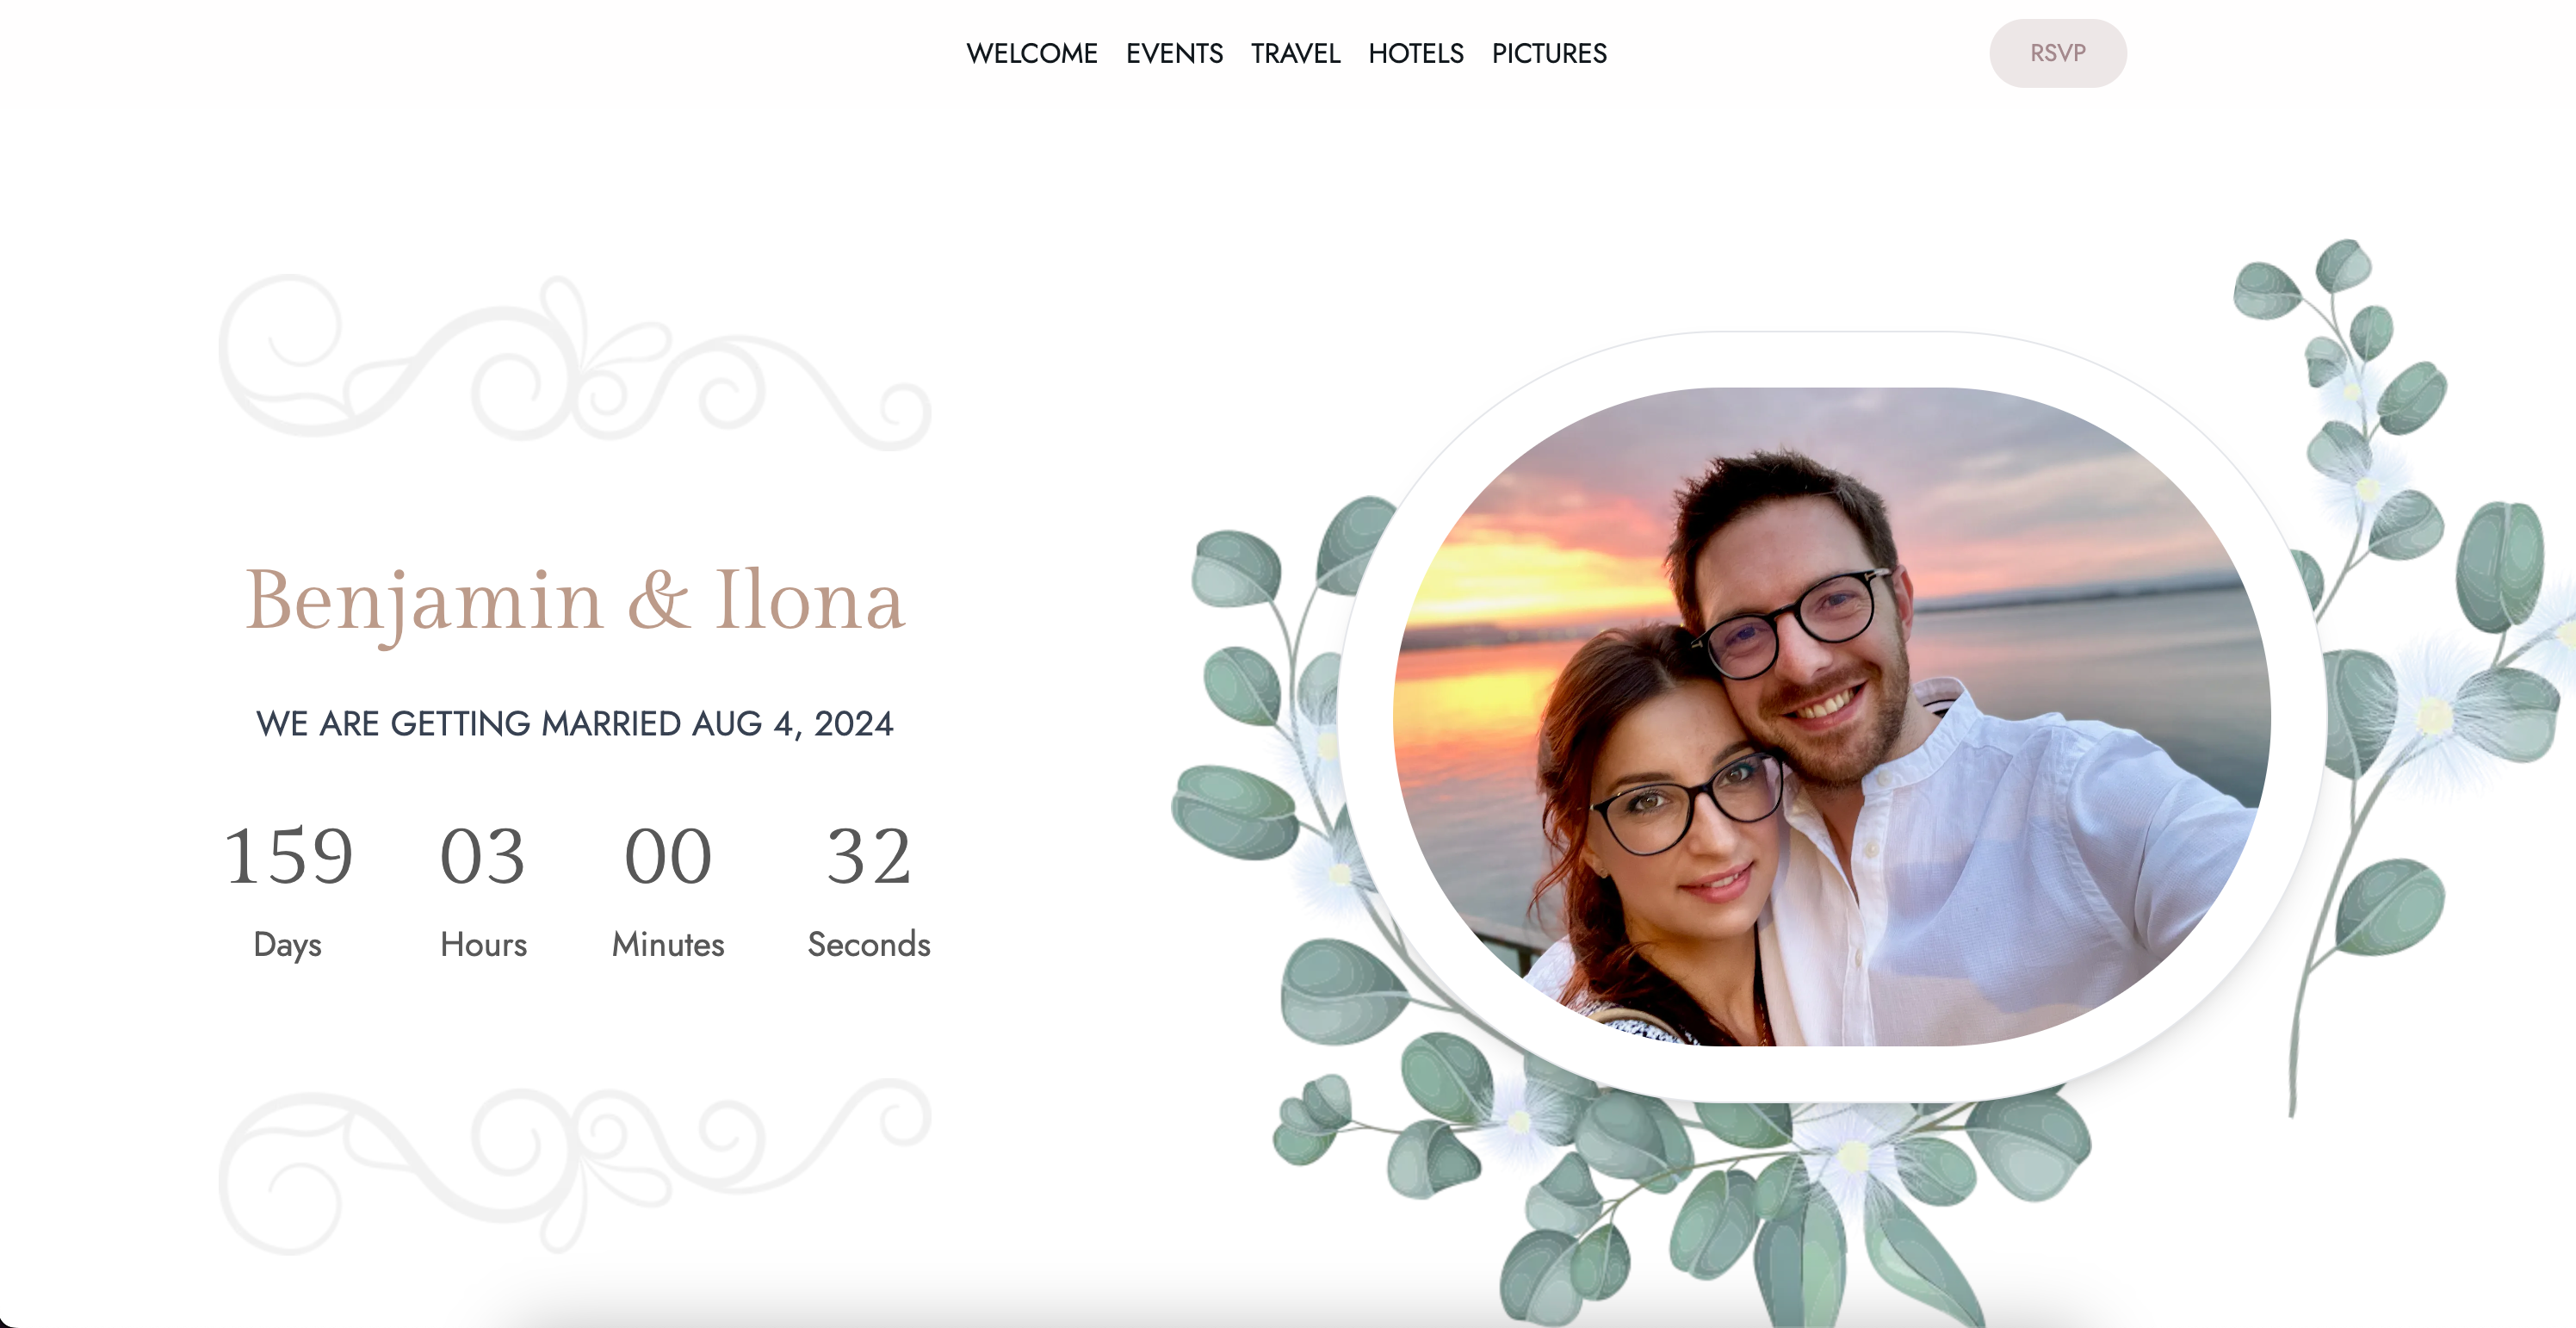 WELCOME EVENTS TRAVEL HOTELS PICTURES RSVP
Benjamin & Ilona
WE ARE GETTING MARRIED AUG 4, 2024
159 03 00 32
Days Hours Minutes Seconds